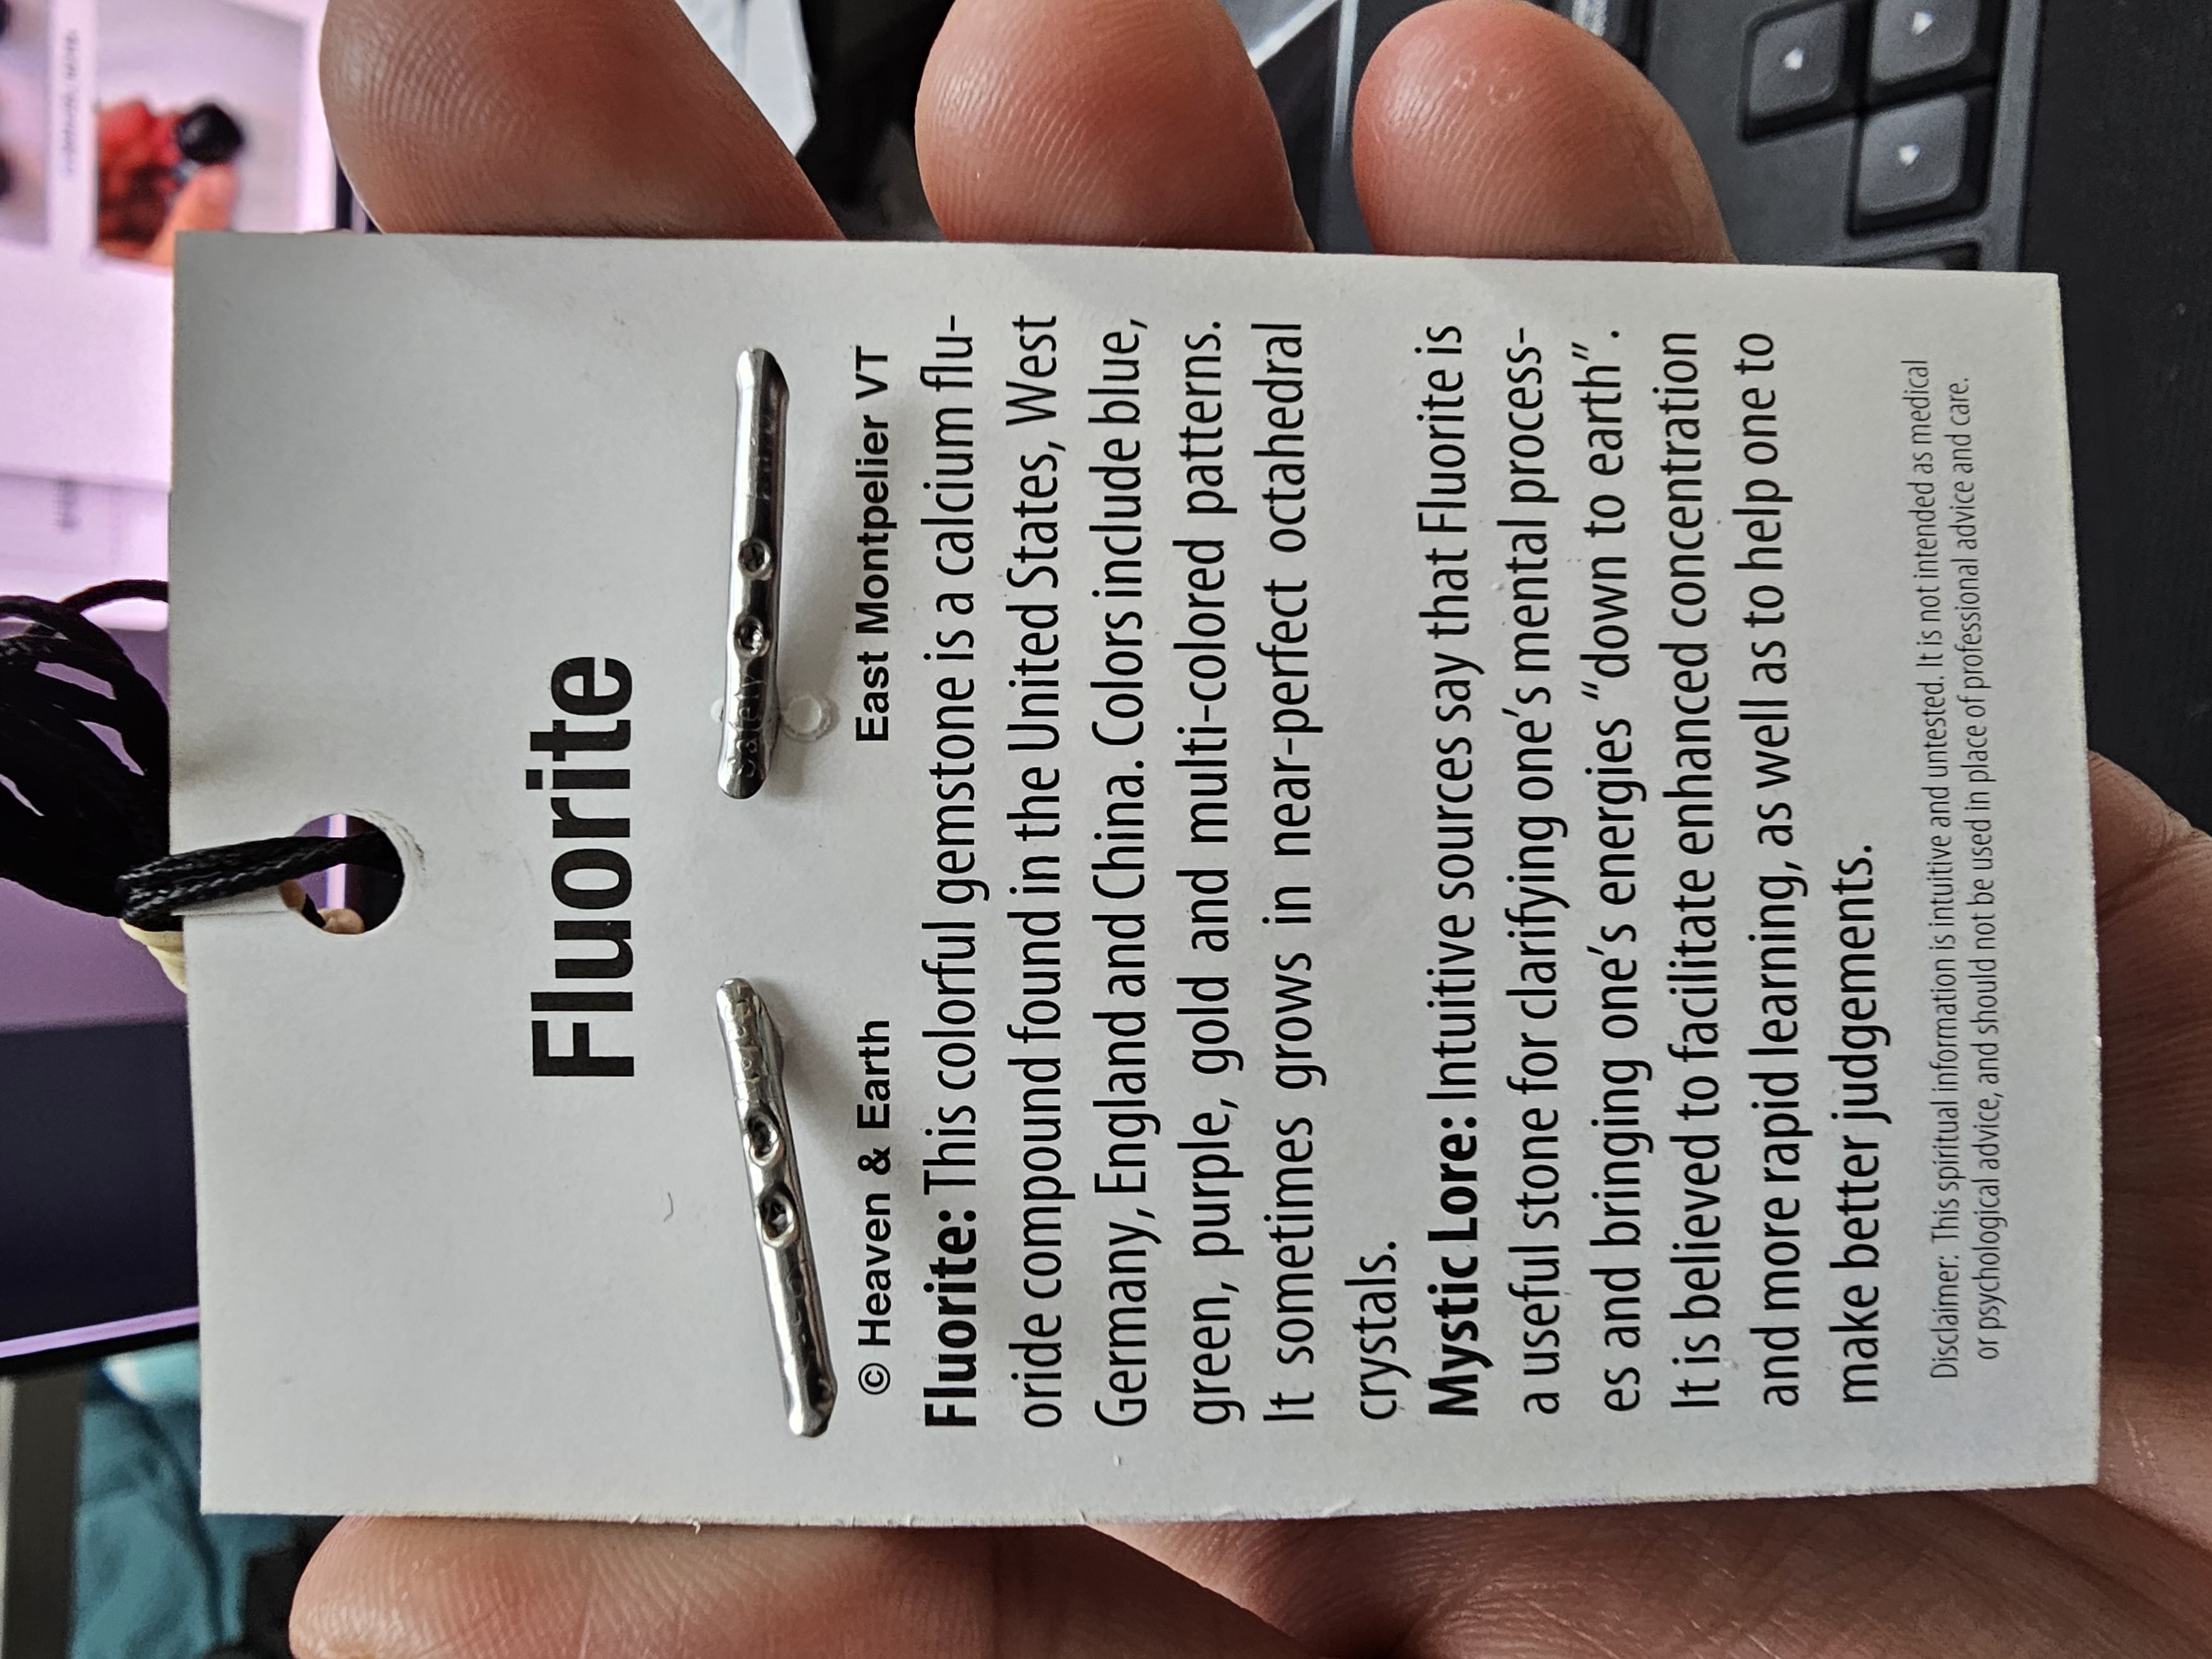 Fluorite
© Heaven & Earth East Montpelier VT
Fluorite: This colorful gemstone is a calcium flu-
oride compound found in the United States, West
Germany, England and China. Colors include blue,
green, purple, gold and multi-colored patterns.
It sometimes grows in near-perfect octahedral
crystals.
Mystic Lore: Intuitive sources say that Fluorite is
a useful stone for clarifying one's mental process-
es and bringing one's energies "down to earth".
It is believed to facilitate enhanced concentration
and more rapid learning, as well as to help one to
make better judgements.
Disclaimer: This spiritual information is intuitive and untested. It is not intended as medical
or psychological advice, and should not be used in place of professional advice and care.